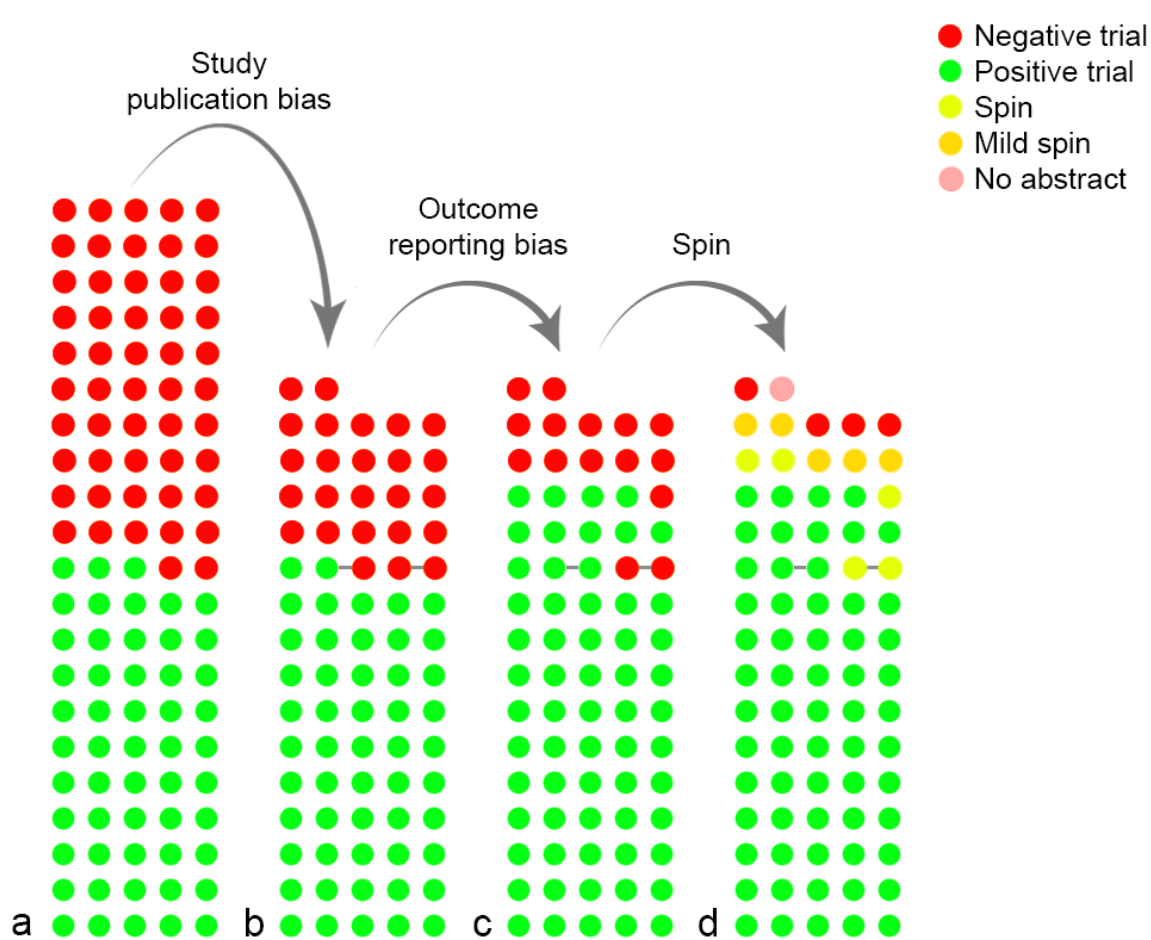 Study
publication bias
Outcome
reporting bias
Spin
Negative trial
Positive trial
Spin
Mild spin
No abstract
a
b
c
d